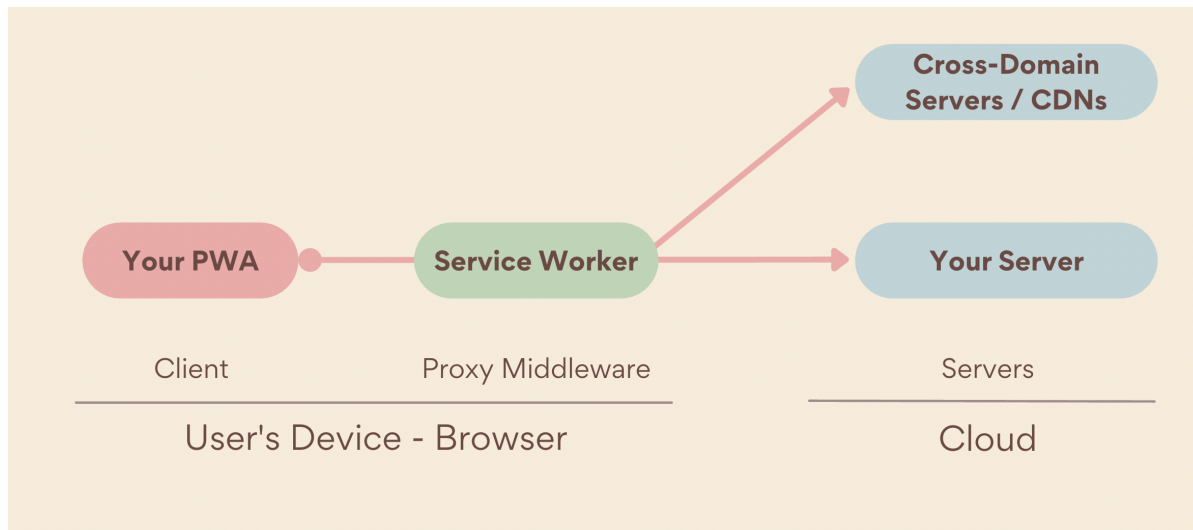 Cross-Domain
Servers / CDNs
Your PWA
Service Worker
Your Server
Client
Proxy Middleware
Servers
User's Device - Browser
Cloud